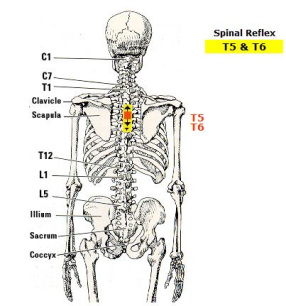 Spinal Reflex
T5 & T6
C1
C7
T1
Clavicle
Scapula
T5
T6
T12
L1
L5
Illium
Sacrum
Coccyx